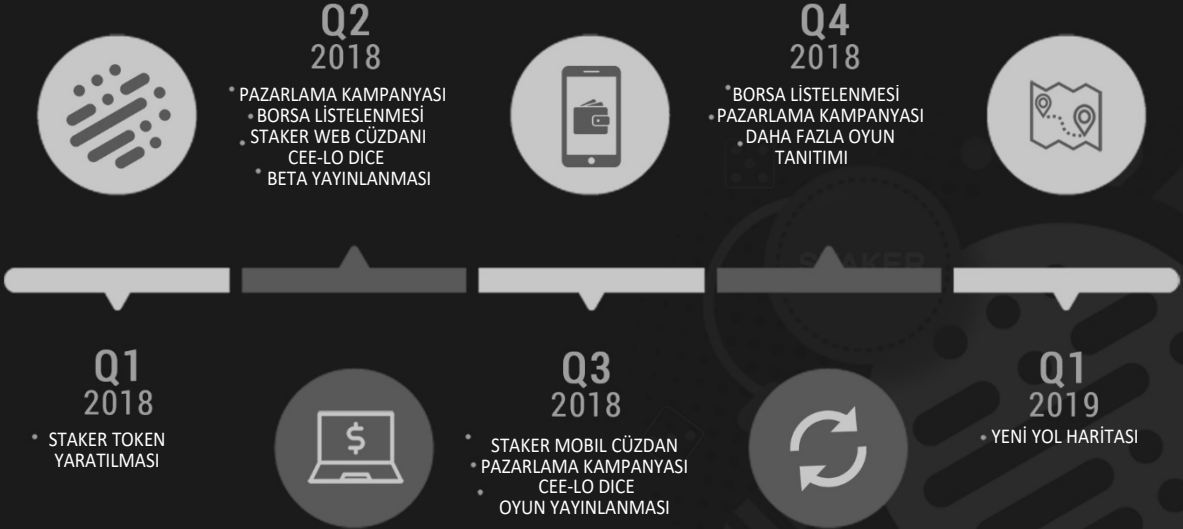 Q2
2018
PAZARLAMA KAMPANYASI
BORSA LİSTELENMESİ
STAKER WEB CÜZDANI
CEE-LO DICE
BETA YAYINLANMASI
Q4
2018
BORSA LİSTELENMESİ
PAZARLAMA KAMPANYASI
DAHA FAZLA OYUN
TANITIMI
$
STAKER
Q1
2018
STAKER TOKEN
YARATILMASI
Q3
2018
STAKER MOBIL CÜZDAN
PAZARLAMA KAMPANYASI
CEE-LO DICE
OYUN YAYINLANMASI
Q1
2019
YENİ YOL HARİTASI